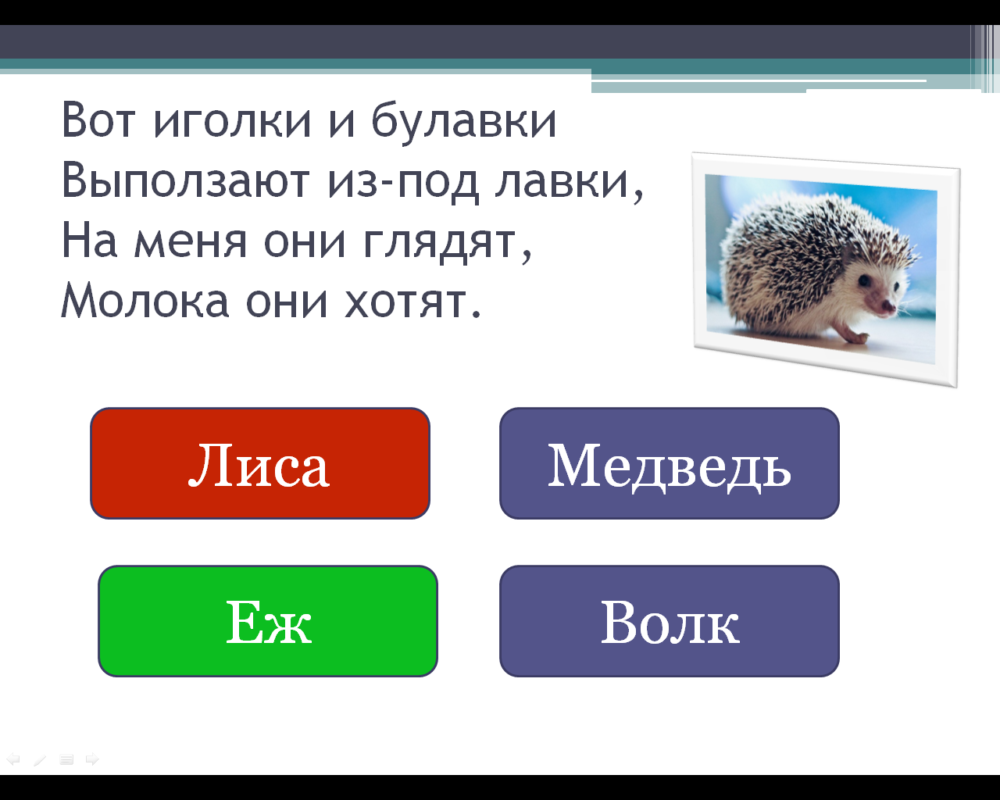 Вот иголки и булавки
Выползают из-под лавки,
На меня они глядят,
Молока они хотят.
Лиса
Медведь
Еж
Волк